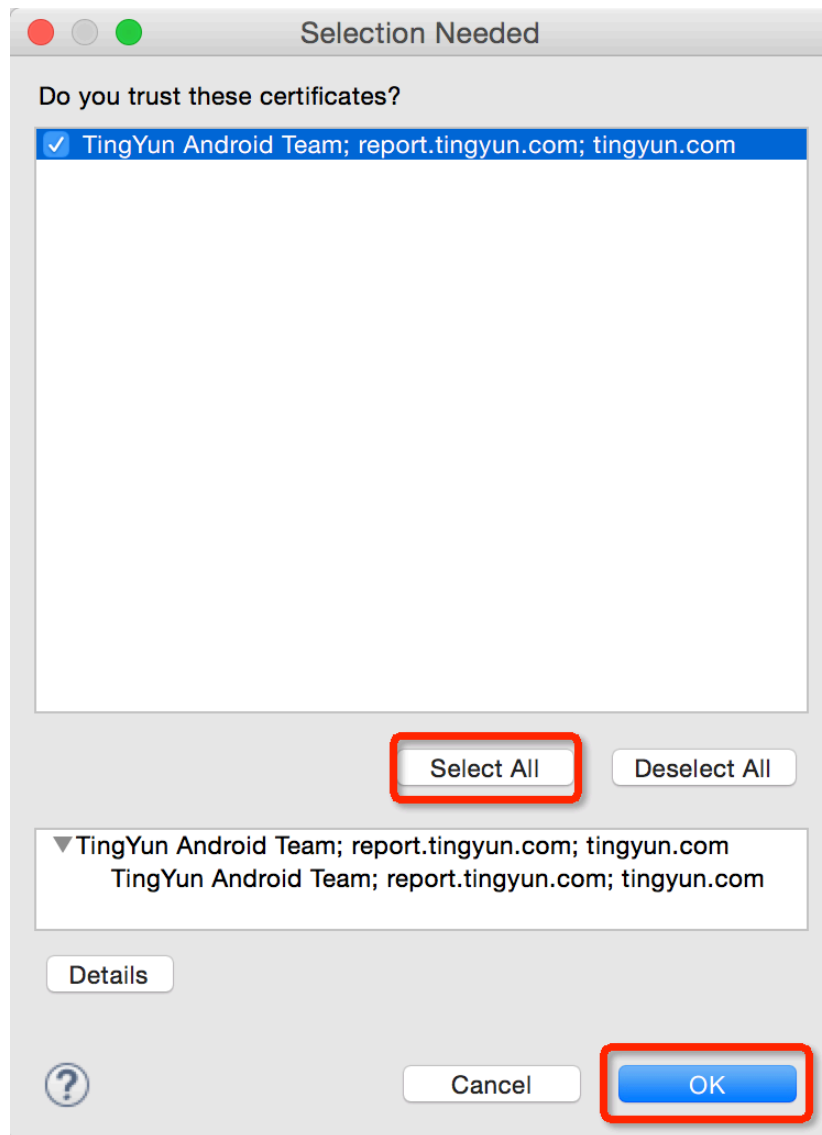 Selection Needed
Do you trust these certificates?
TingYun Android Team; report.tingyun.com; tingyun.com
Select All
Deselect All
TingYun Android Team; report.tingyun.com; tingyun.com
TingYun Android Team; report.tingyun.com; tingyun.com
Details
?
Cancel
OK